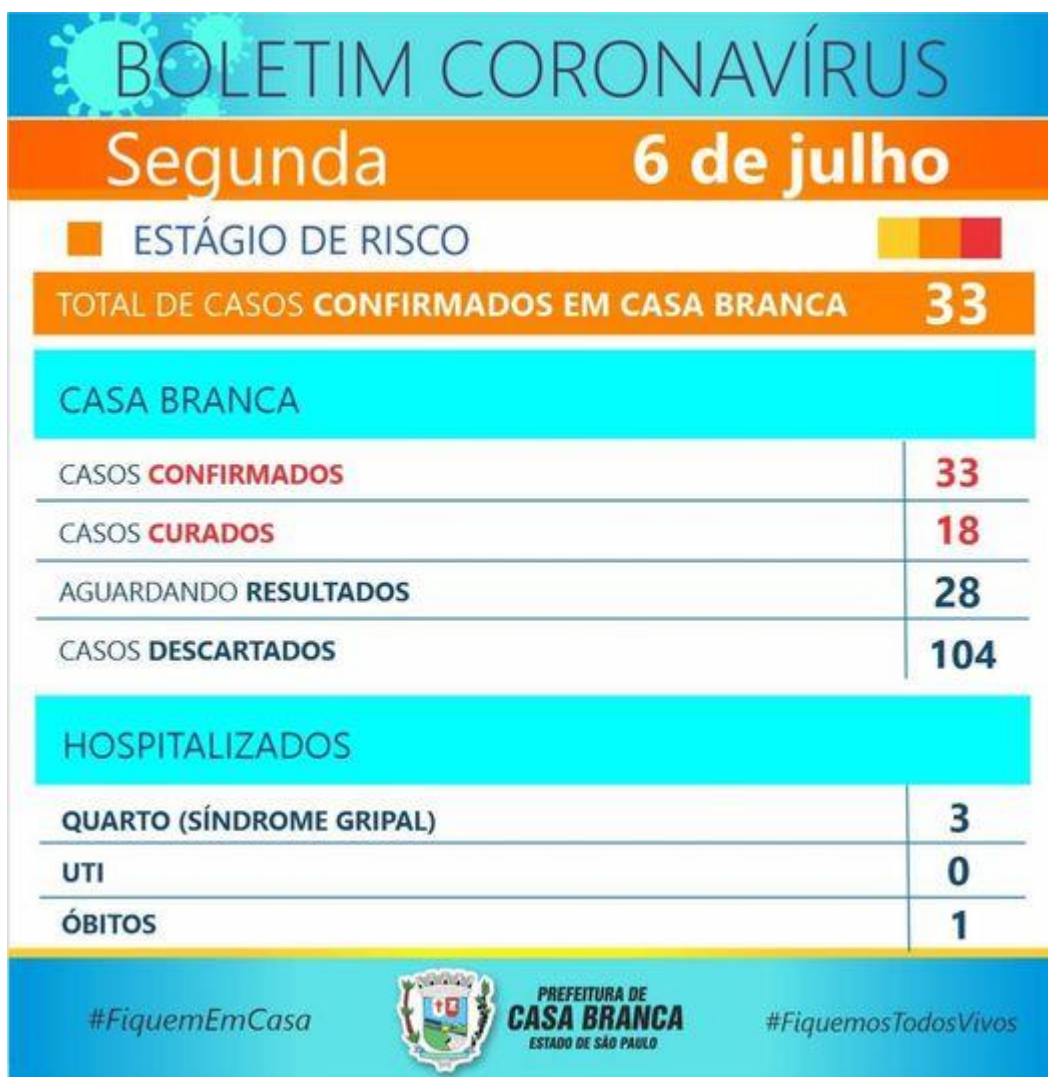 BOLETIM CORONAVÍRUS
Segunda 6 de julho
ESTÁGIO DE RISCO
TOTAL DE CASOS CONFIRMADOS EM CASA BRANCA 33
CASA BRANCA
CASOS CONFIRMADOS 33
CASOS CURADOS 18
AGUARDANDO RESULTADOS 28
CASOS DESCARTADOS 104
HOSPITALIZADOS
QUARTO (SÍNDROME GRIPAL) 3
UTI 0
ÓBITOS 1
#FiquemEmCasa
PREFEITURA DE
CASA BRANCA
ESTADO DE SÃO PAULO
#FiquemosTodosVivos